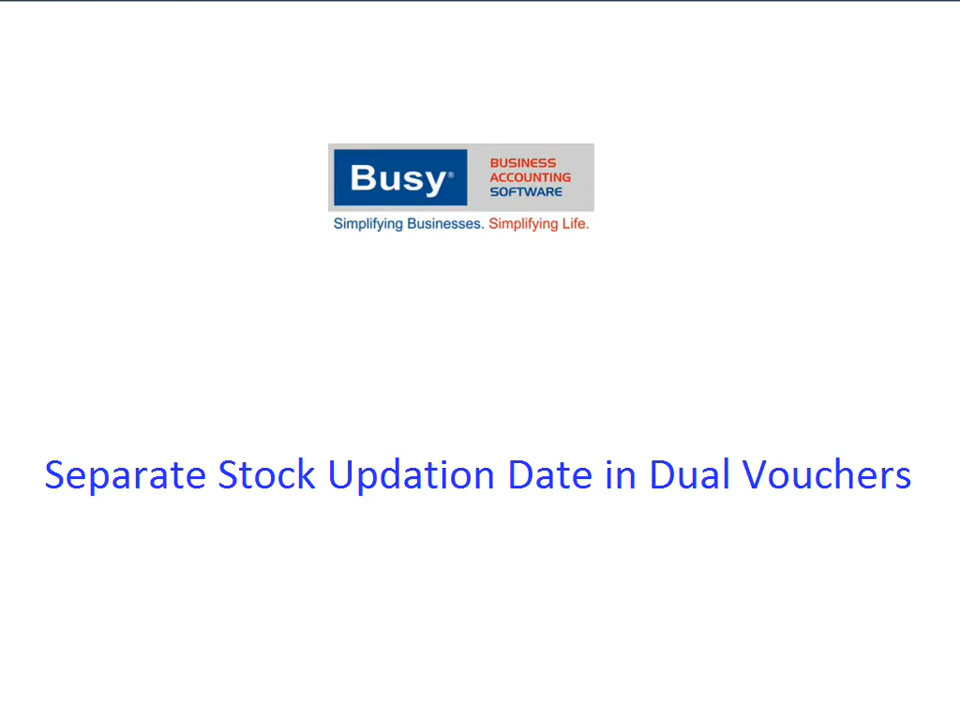 Busy®
BUSINESS
ACCOUNTING
SOFTWARE
Simplifying Businesses. Simplifying Life.
Separate Stock Updation Date in Dual Vouchers